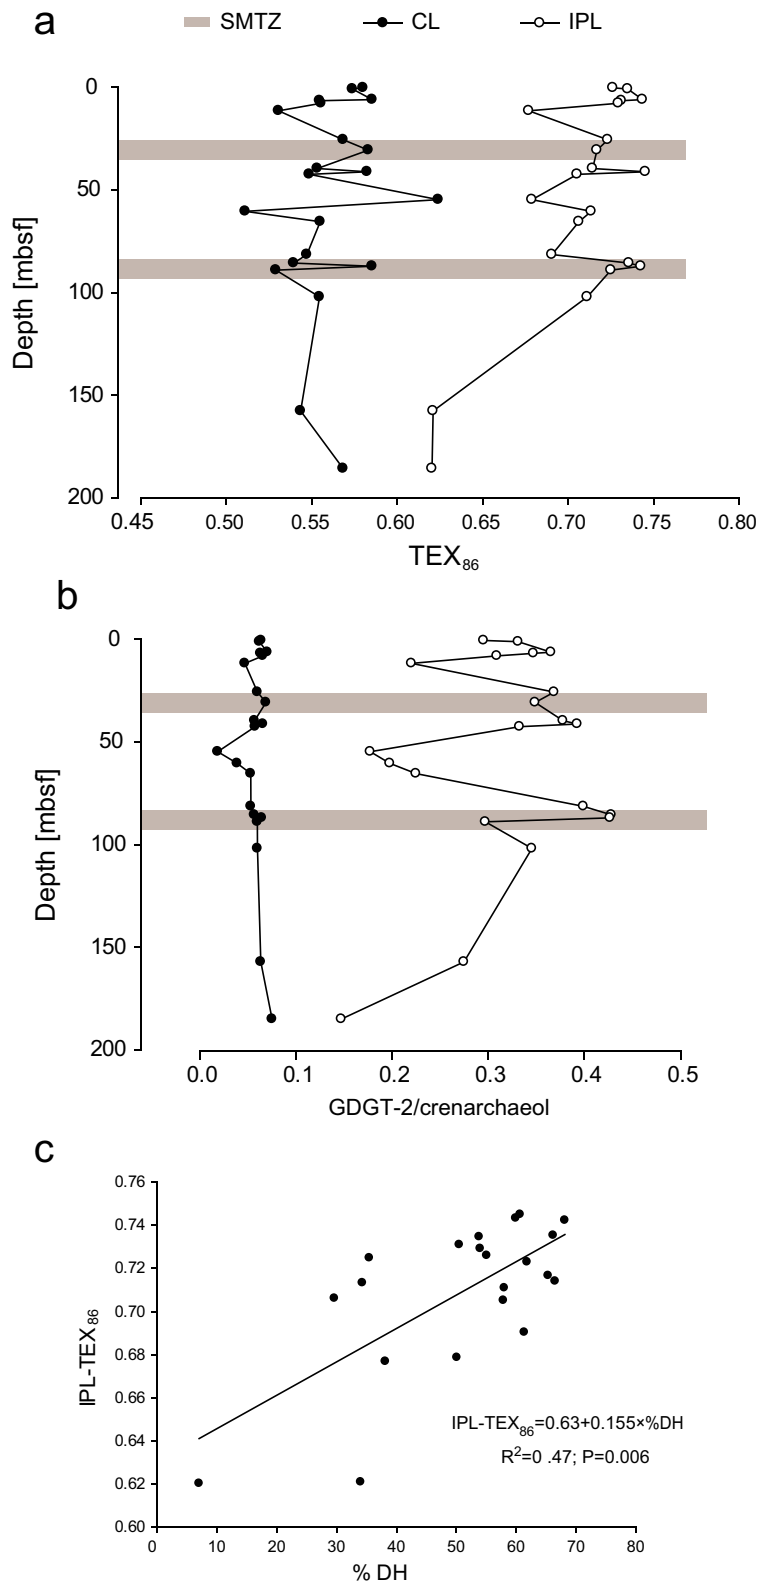 a
SMTZ CL IPL
0
50
100
150
200
Depth [mbsf]
0.45 0.50 0.55 0.60 0.65 0.70 0.75 0.80
TEX86
b
0
50
100
150
200
Depth [mbsf]
0.0 0.1 0.2 0.3 0.4 0.5
GDGT-2/crenarchaeol
c
0.76
0.74
0.72
0.70
0.68
0.66
0.64
0.62
0.60
IPL-TEX86
IPL-TEX86=0.63+0.155×%DH
R2=0 .47; P=0.006
0 10 20 30 40 50 60 70 80
% DH